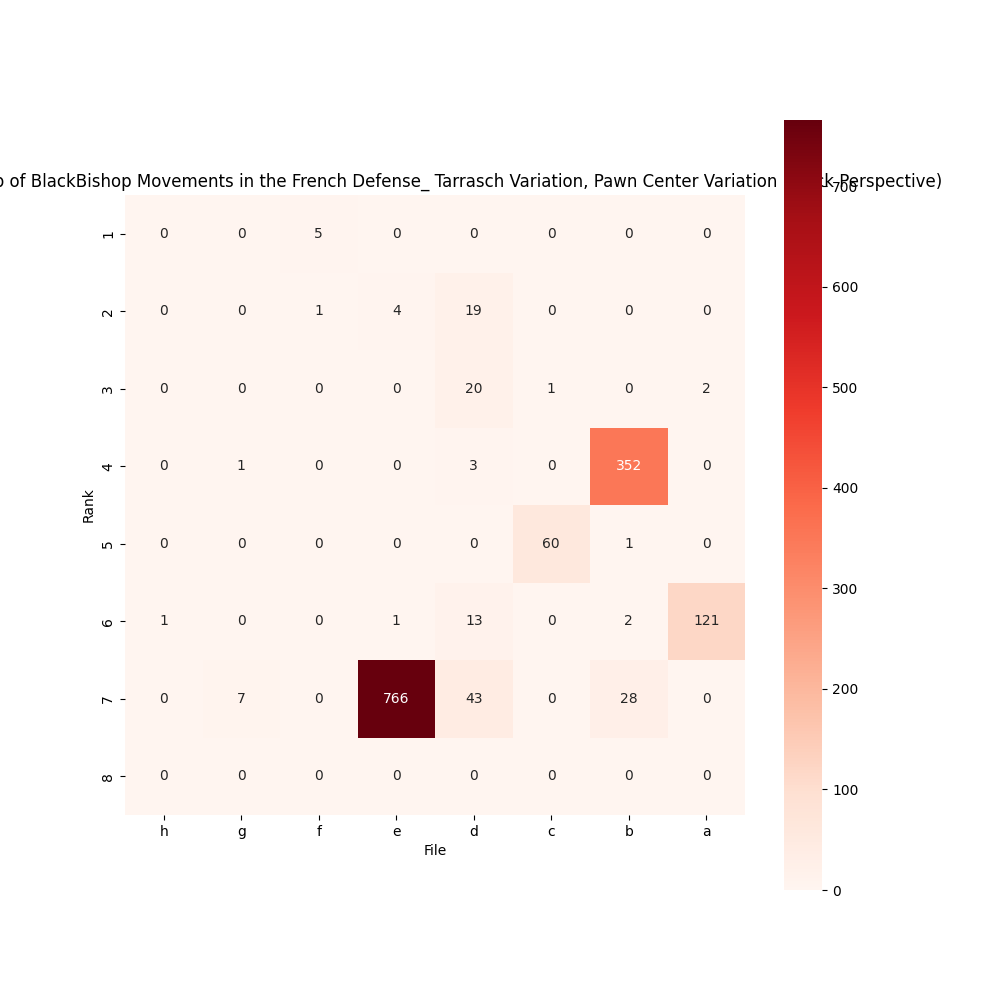 of BlackBishop Movements in the French Defense_ Tarrasch Variation, Pawn Center Variation Perspective)
700
1 0 0 5 0 0 0 0 0
600
2 0 0 1 4 19 0 0 0
500
3 0 0 0 0 20 1 0 2
400
4 0 1 0 0 3 0 352 0
Rank
300
5 0 0 0 0 0 60 1 0
6 1 0 0 1 13 0 2 121
200
7 0 7 0 766 43 0 28 0
100
8 0 0 0 0 0 0 0 0
h g f e d c b a
File
0